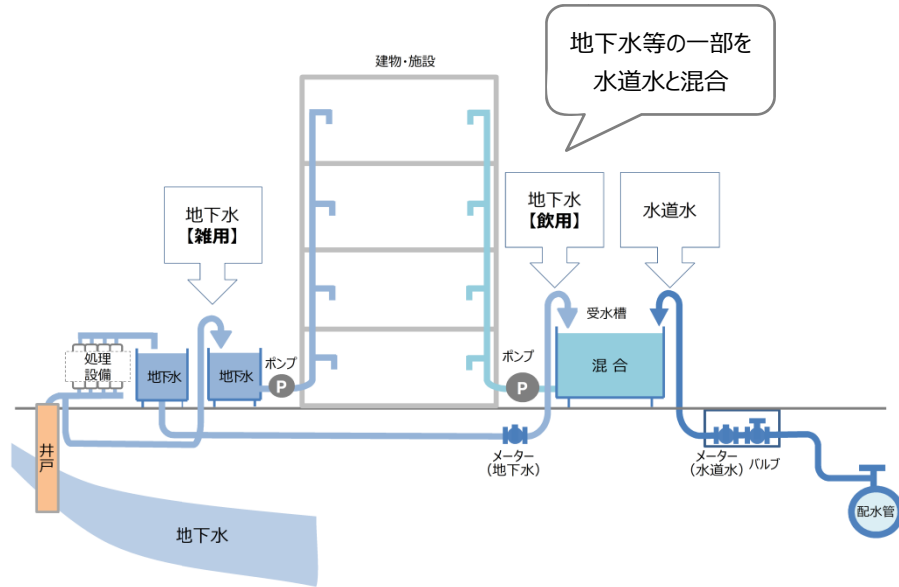 地下水等の一部を
水道水と混合
建物・施設
地下水
【雑用】
地下水
【飲用】
水道水
受水槽
処理
設備
地下水
地下水
ポンプ
P
ポンプ
P
混 合
井戸
メーター
(地下水)
メーター
(水道水)
バルブ
配水管
地下水